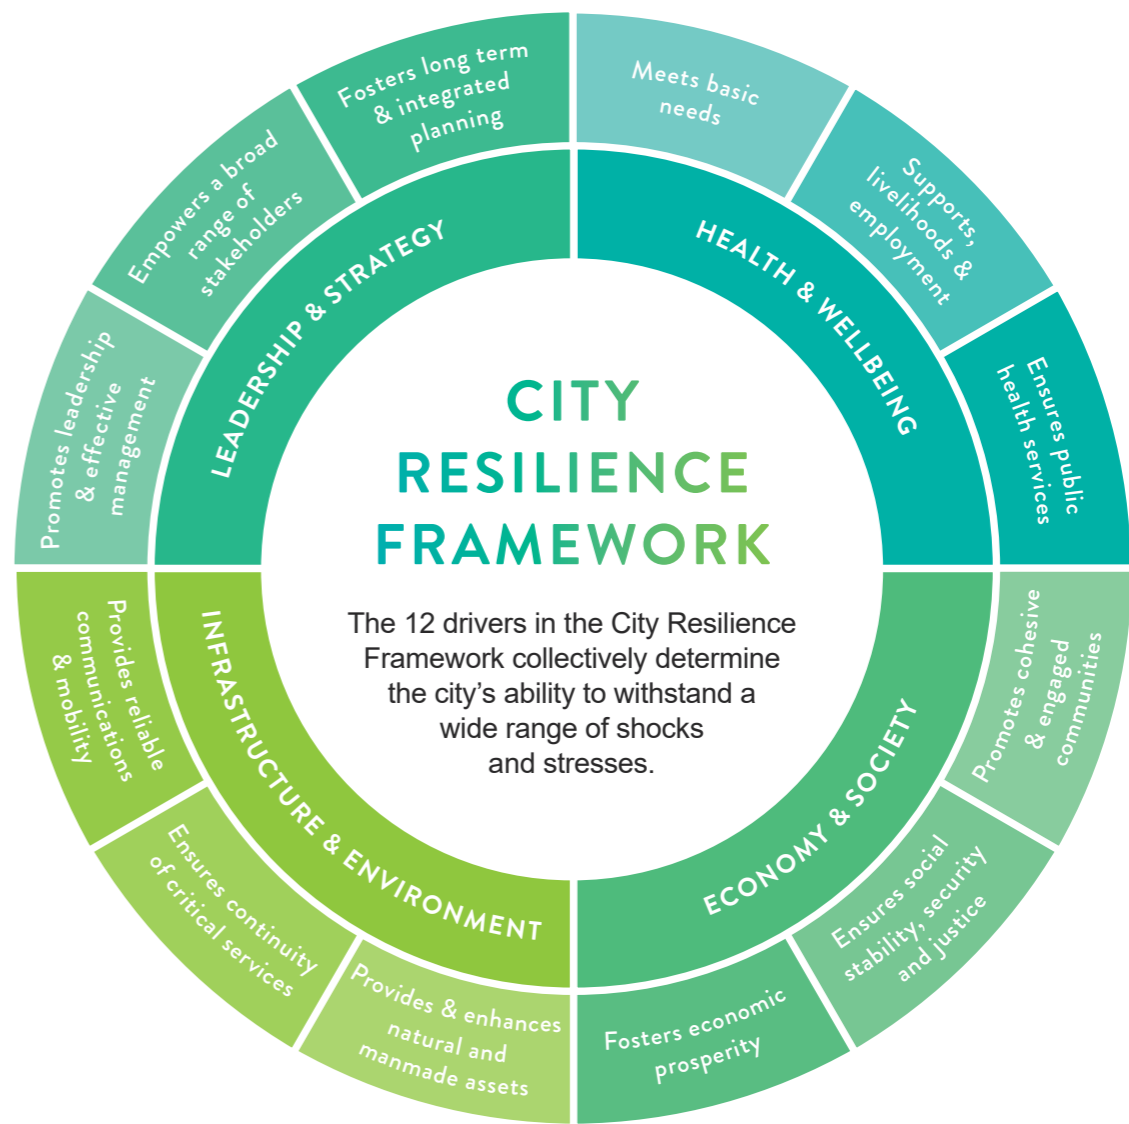 CITY
RESILIENCE
FRAMEWORK
The 12 drivers in the City Resilience
Framework collectively determine
the city’s ability to withstand a
wide range of shocks
and stresses.
HEALTH & WELLBEING
Meets basic
needs
Supports,
livelihoods &
employment
Ensures public
health services
ECONOMY & SOCIETY
Promotes cohesive
& engaged
communities
Ensures social
stability, security
and justice
Fosters economic
prosperity
INFRASTRUCTURE & ENVIRONMENT
Provides & enhances
natural and
manmade assets
Ensures continuity
of critical services
Provides reliable
communications
& mobility
LEADERSHIP & STRATEGY
Promotes leadership
& effective
management
Empowers a broad
range of
stakeholders
Fosters long term
& integrated
planning